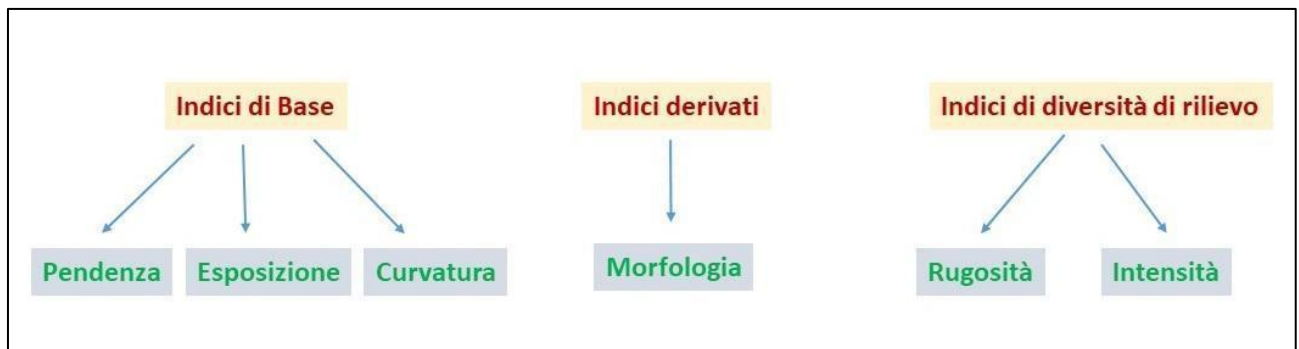 Indici di Base
Indici derivati
Indici di diversità di rilievo
Pendenza
Esposizione
Curvatura
Morfologia
Rugosità
Intensità